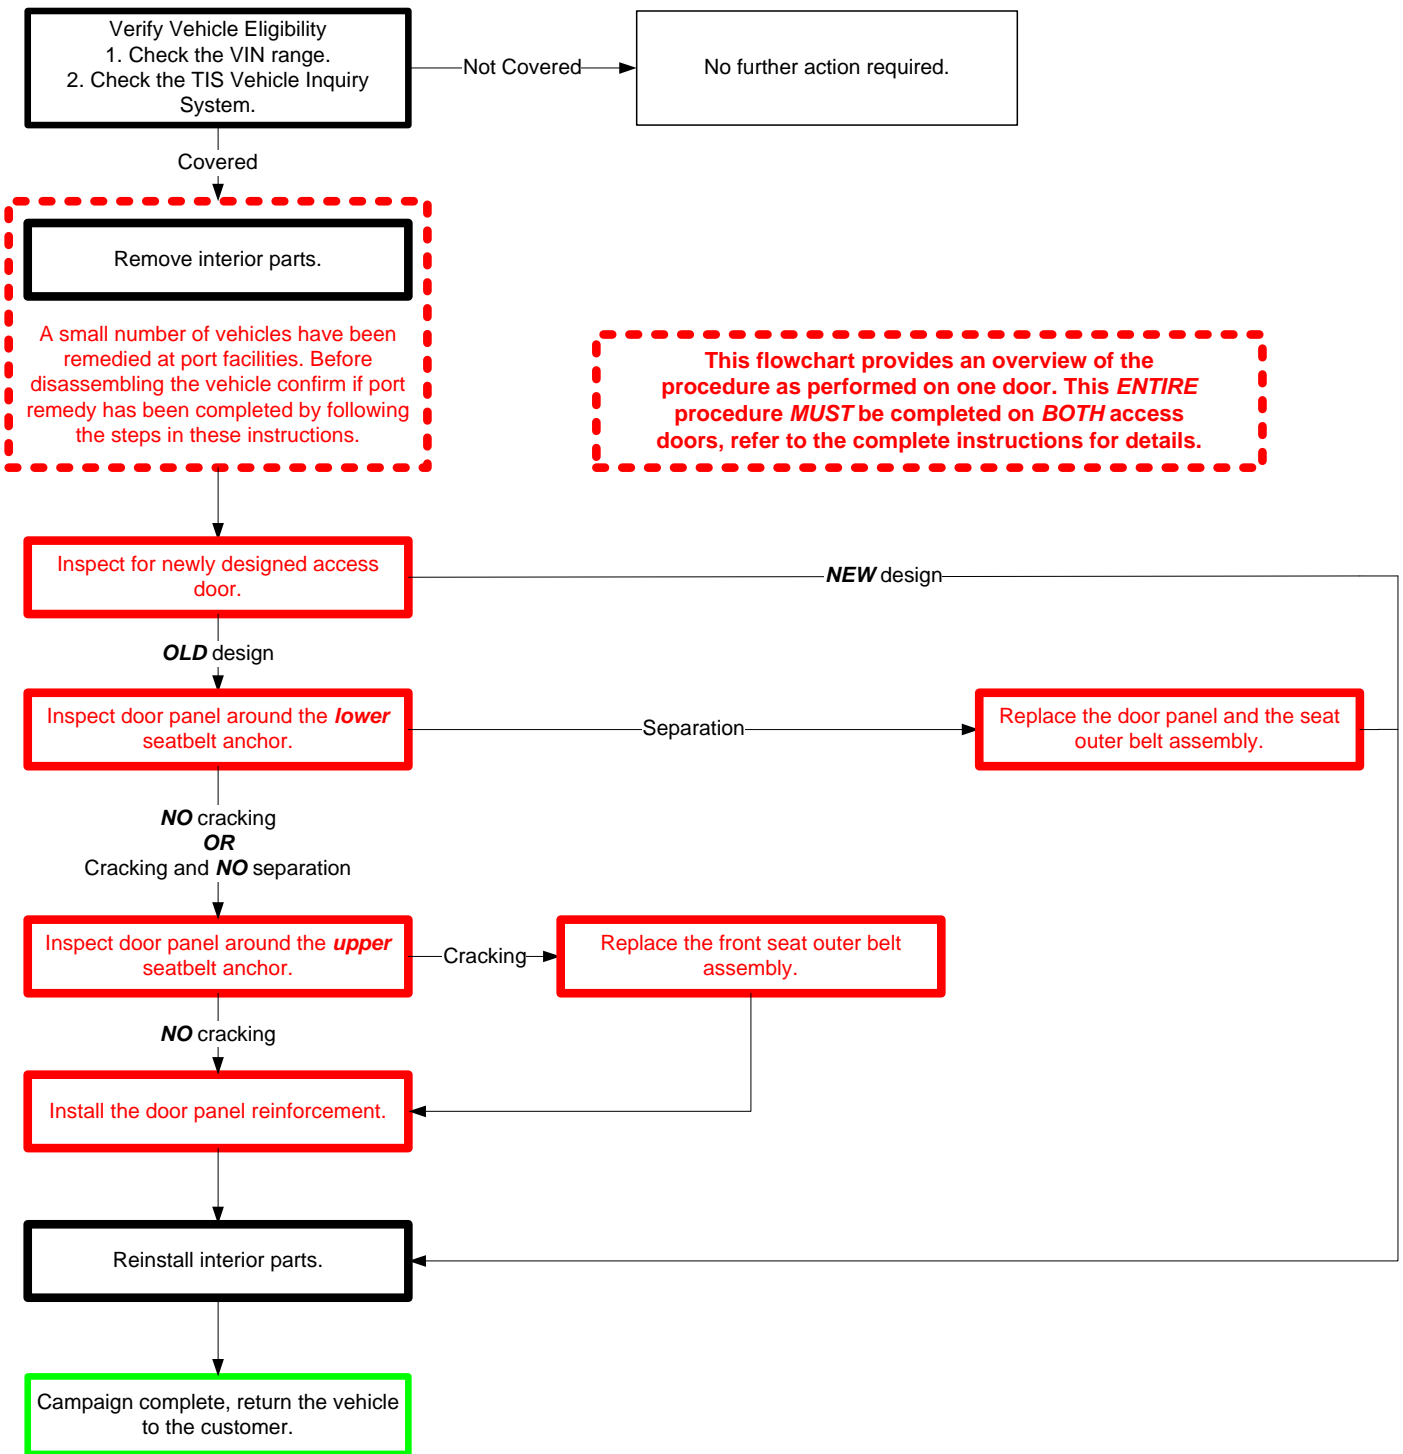 Verify Vehicle Eligibility
1. Check the VIN range.
2. Check the TIS Vehicle Inquiry
System.
Not Covered
No further action required.
Covered
Remove interior parts.
A small number of vehicles have been
remedied at port facilities. Before
disassembling the vehicle confirm if port
remedy has been completed by following
the steps in these instructions.
This flowchart provides an overview of the
procedure as performed on one door. This ENTIRE
procedure MUST be completed on BOTH access
doors, refer to the complete instructions for details.
Inspect for newly designed access
door.
NEW design
OLD design
Inspect door panel around the lower
seatbelt anchor.
Separation
Replace the door panel and the seat
outer belt assembly.
NO cracking
OR
Cracking and NO separation
Inspect door panel around the upper
seatbelt anchor.
Cracking
Replace the front seat outer belt
assembly.
NO cracking
Install the door panel reinforcement.
Reinstall interior parts.
Campaign complete, return the vehicle
to the customer.